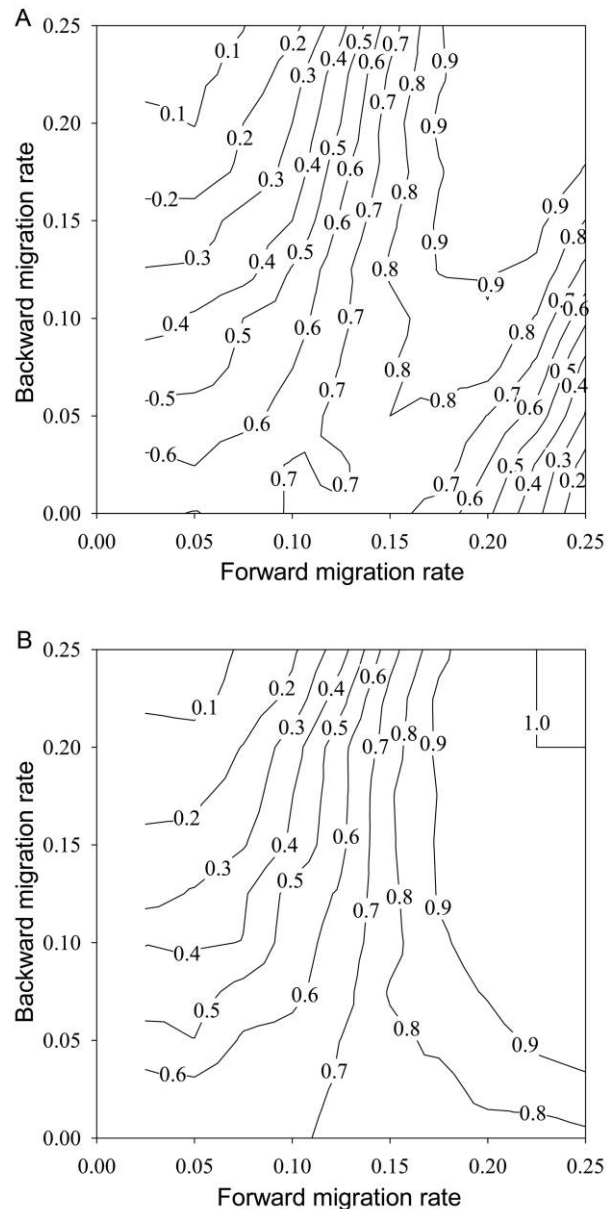 A
0.25
0.1 0.2 0.3 0.4 0.5 0.6 0.7 0.8 0.9
0.1 0.2 0.7 0.9
0.20
0.2 0.3 0.4 0.5 0.6 0.8
0.15
0.3 0.4 0.5 0.6 0.7 0.9 0.9 0.8
0.8 0.9
0.10
0.4 0.5 0.6 0.7 0.8 0.7 0.6
0.5 0.7 0.8 0.8 0.7 0.6 0.5 0.4
0.05
0.6 0.6
0.7 0.7 0.7 0.6 0.5 0.4 0.3 0.2
0.00
0.00 0.05 0.10 0.15 0.20 0.25
Forward migration rate
Backward migration rate
B
0.25
0.1 0.2 0.3 0.4 0.5 0.6 0.7 0.8 0.9 1.0
0.20
0.2 0.3 0.4 0.5 0.6
0.15
0.7 0.8 0.9
0.10
0.4 0.5 0.6
0.05
0.6 0.7 0.8 0.9
0.8
0.00
0.00 0.05 0.10 0.15 0.20 0.25
Forward migration rate
Backward migration rate